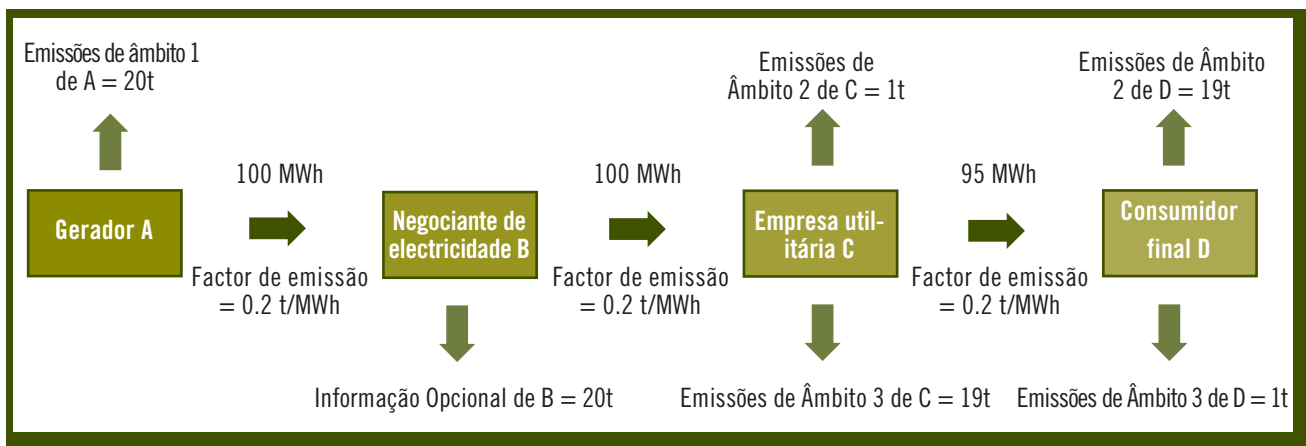 Emissões de âmbito 1
de A = 20t
Emissões de
Âmbito 2 de C = 1t
Emissões de Âmbito
2 de D = 19t
100 MWh
100 MWh
95 MWh
Gerador A
Negociante de
electricidade B
Empresa util-
itária C
Consumidor
final D
Factor de emissão
= 0.2 t/MWh
Factor de emissão
= 0.2 t/MWh
Factor de emissão
= 0.2 t/MWh
Informação Opcional de B = 20t
Emissões de Âmbito 3 de C = 19t
Emissões de Âmbito 3 de D = 1t